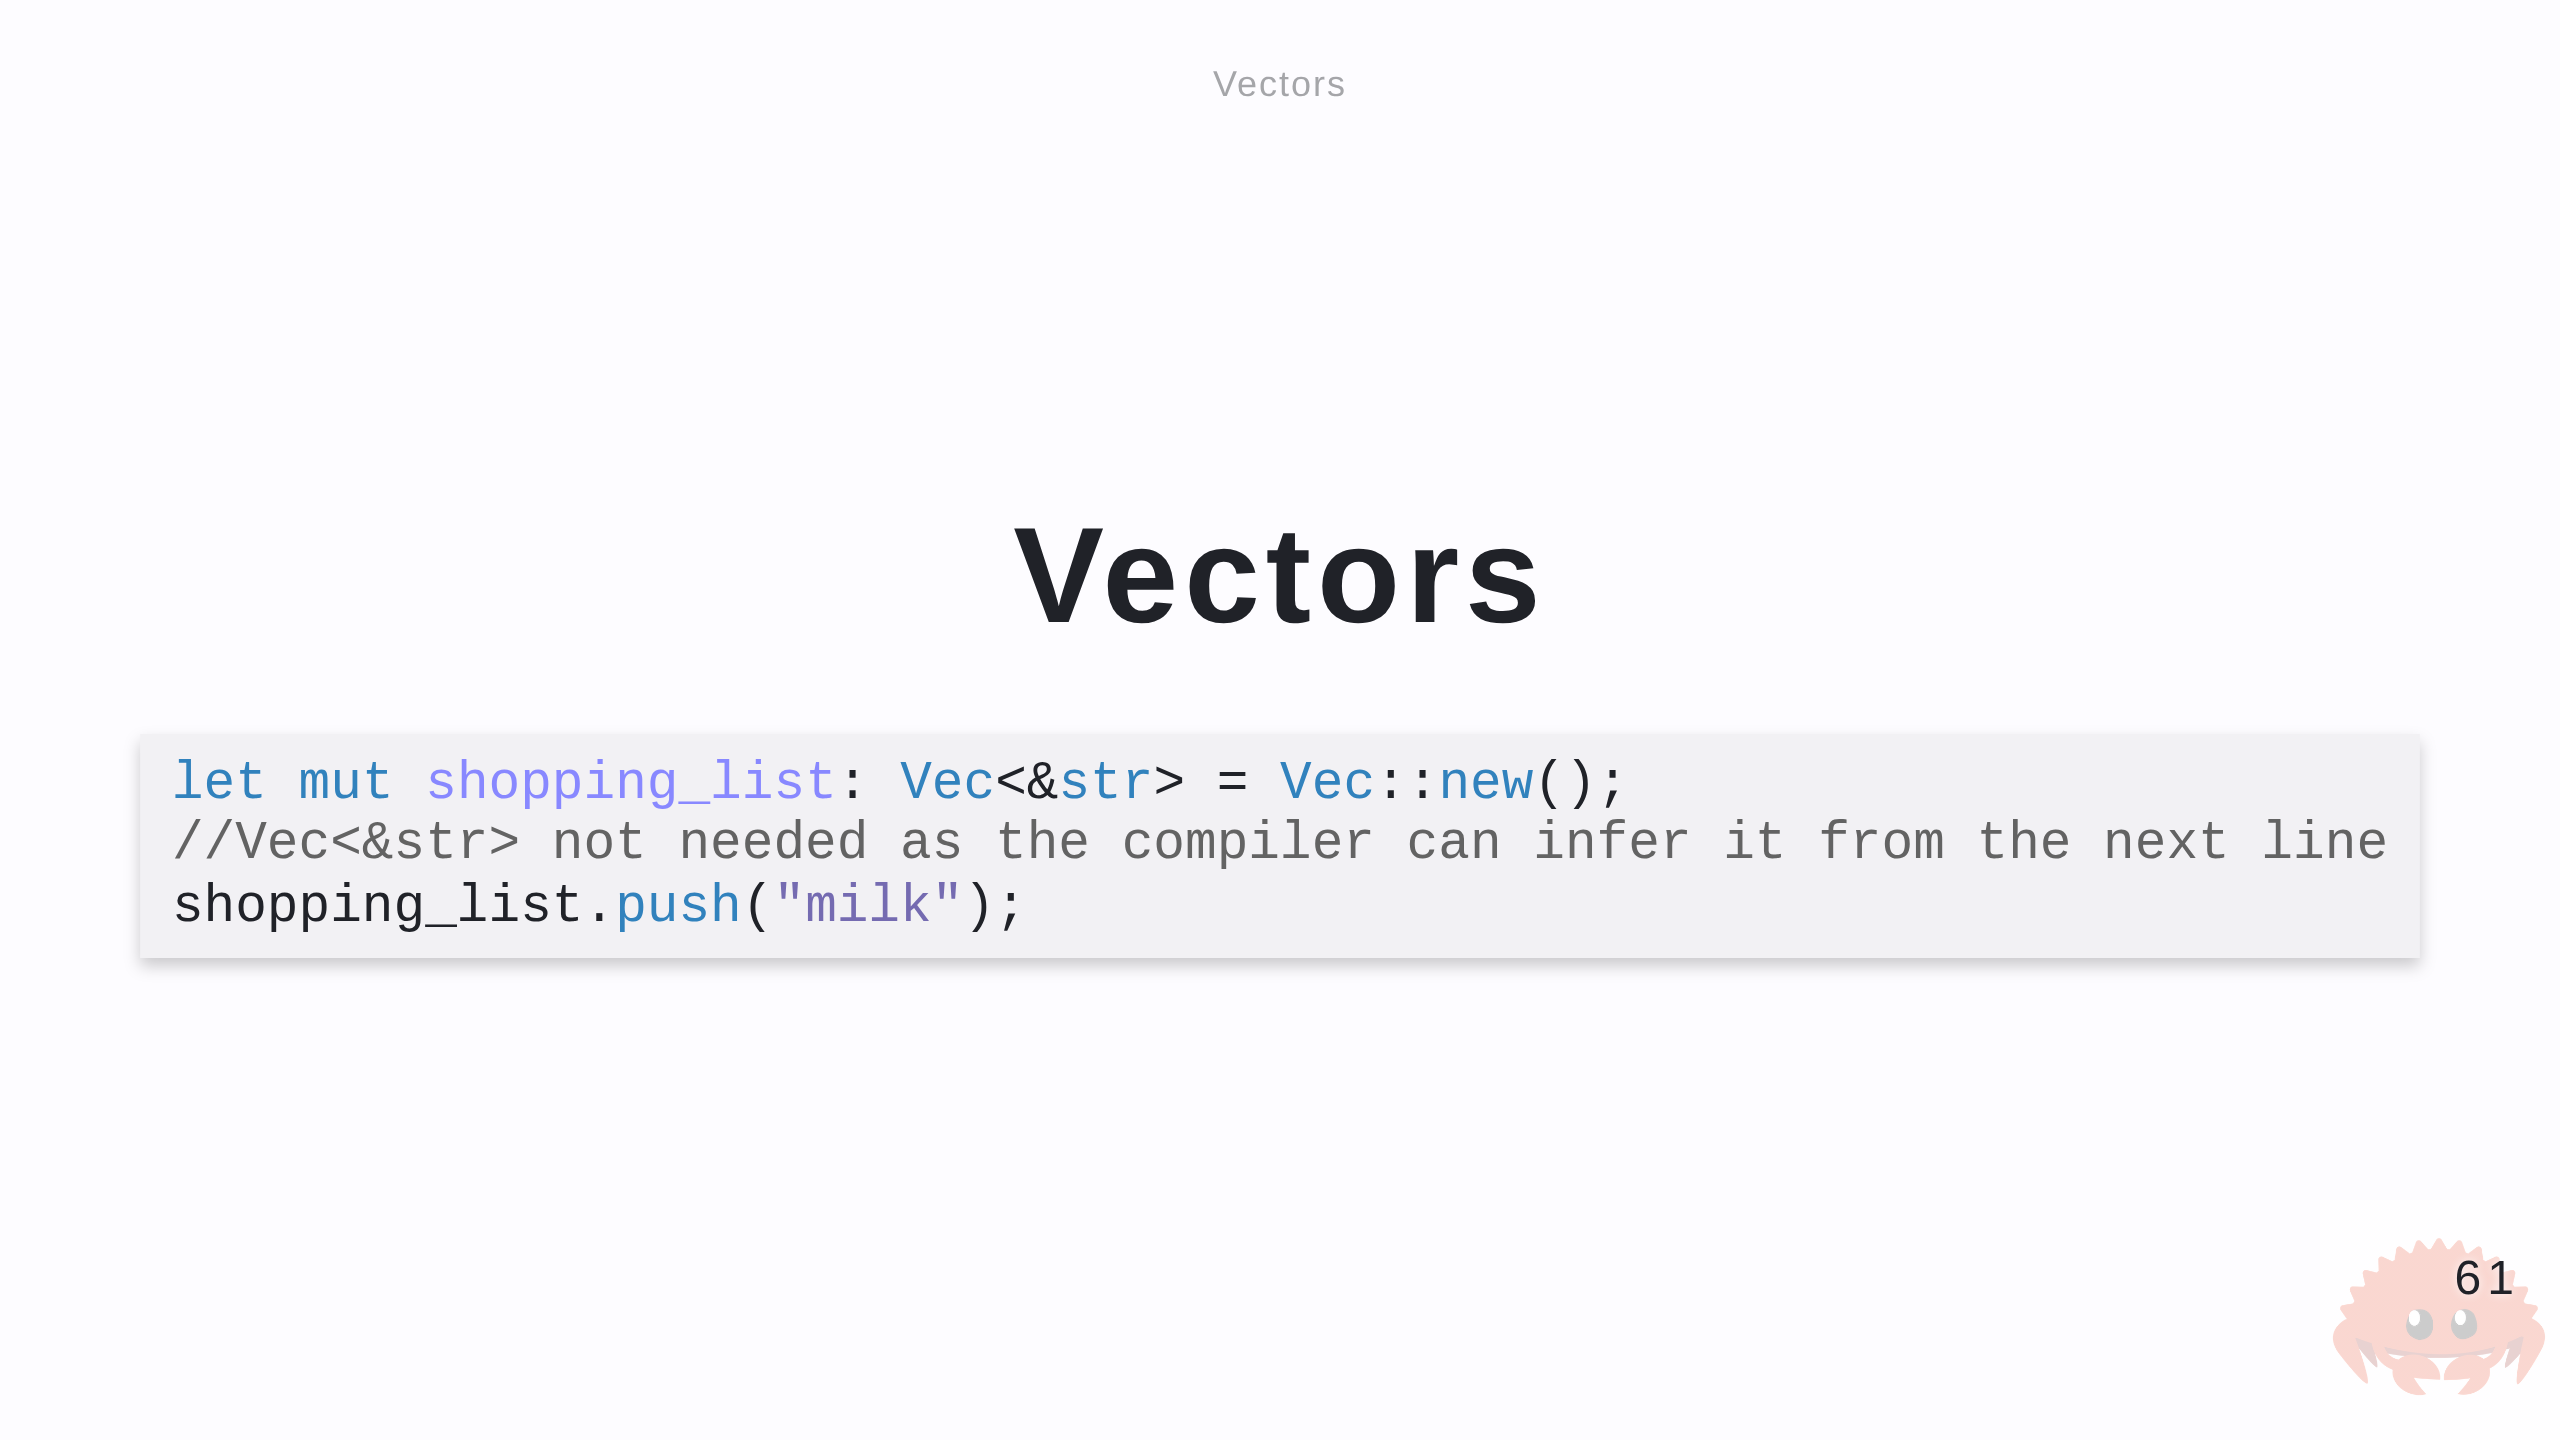 Vectors
Vectors
let mut shopping_list: Vec<&str> = Vec::new();
//Vec<&str> not needed as the compiler can infer it from the next line
shopping_list.push("milk");
61